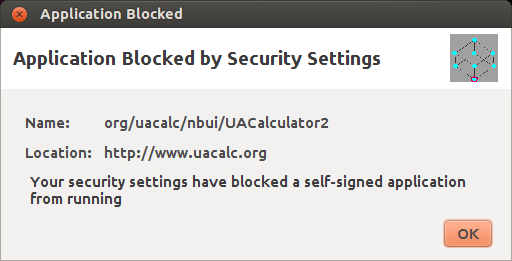 Application Blocked
Application Blocked by Security Settings
Name: org/uacalc/nbui/UACalculator2
Location: http://www.uacalc.org
Your security settings have blocked a self-signed application
from running
OK